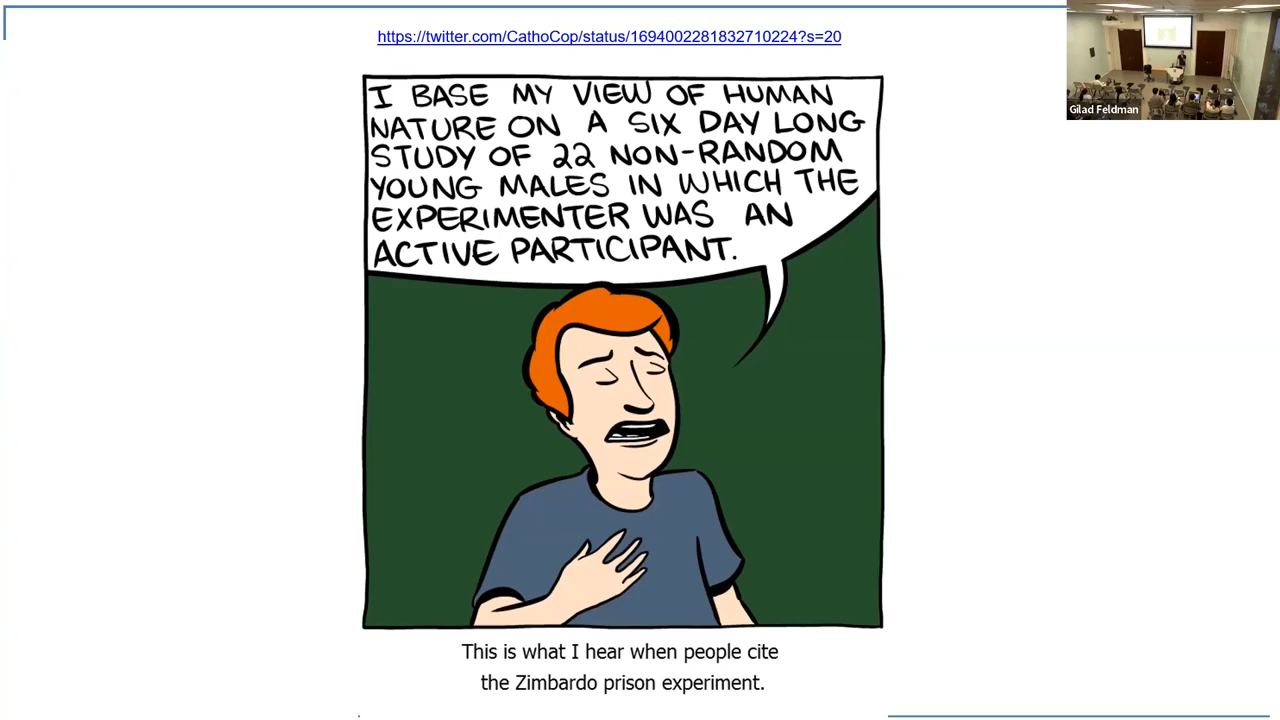 https://twitter.com/CathoCop/status/1694002281832710224?s=20
Gilad Feldman
I BASE MY VIEW OF HUMAN
NATURE ON A SIX DAY LONG
STUDY OF 22 NON-RANDOM
YOUNG MALES IN WHICH THE
EXPERIMENTER WAS AN
ACTIVE PARTICIPANT.
This is what I hear when people cite
the Zimbardo prison experiment.